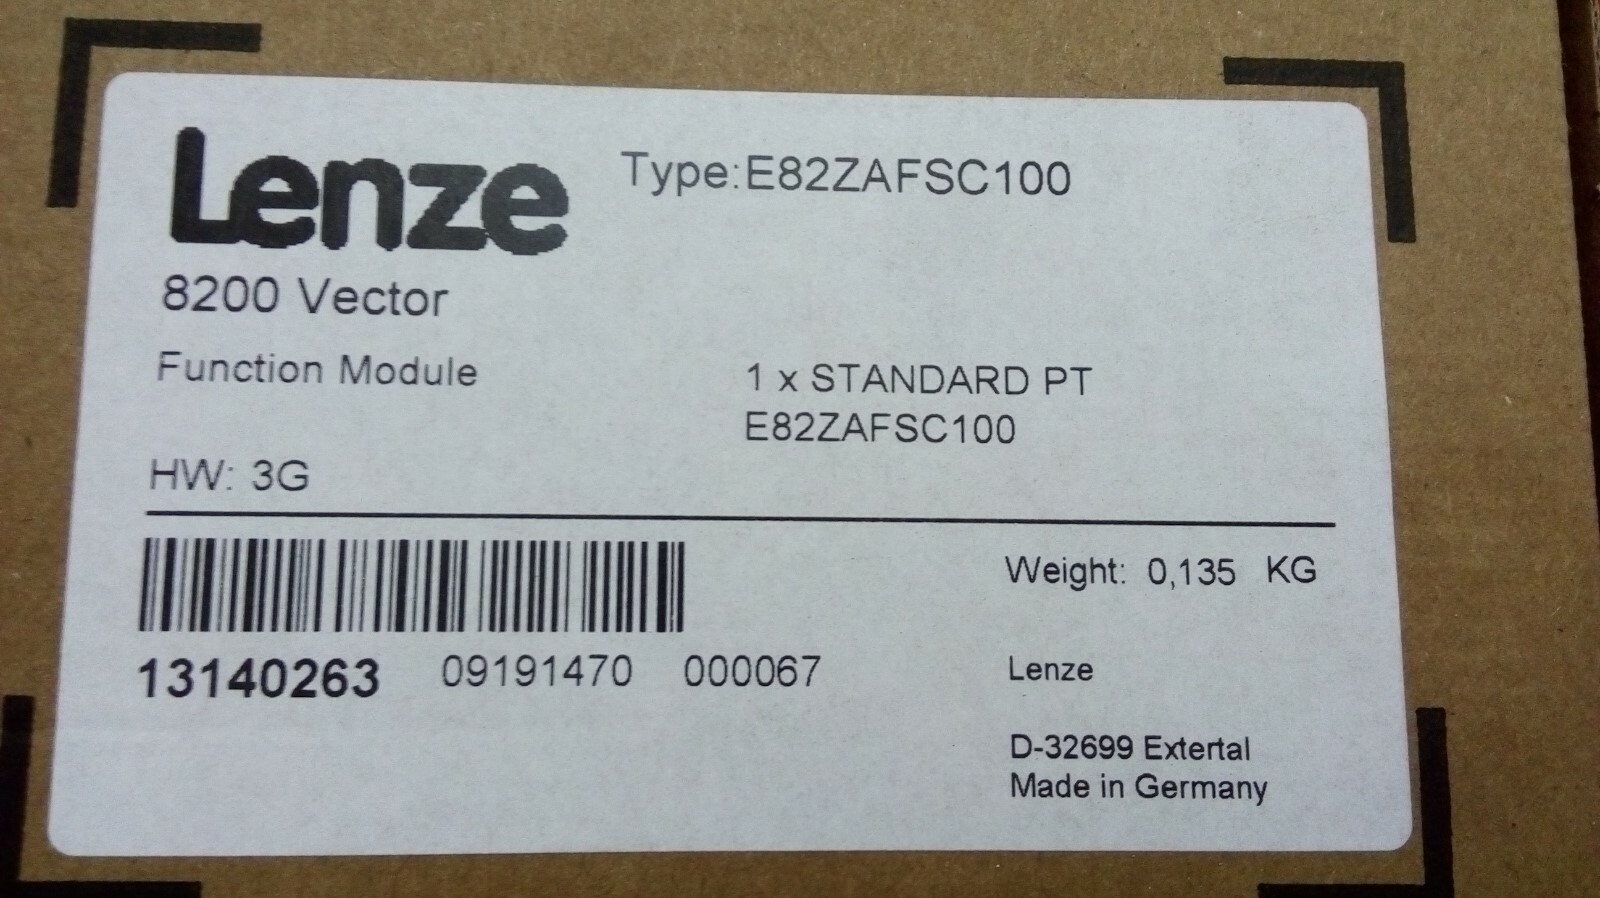 Lenze
Type:E82ZAFSC100
8200 Vector
Function Module
1 x STANDARD PT
E82ZAFSC100
HW: 3G
Weight: 0,135 KG
13140263 09191470 000067
Lenze
D-32699 Extertal
Made in Germany